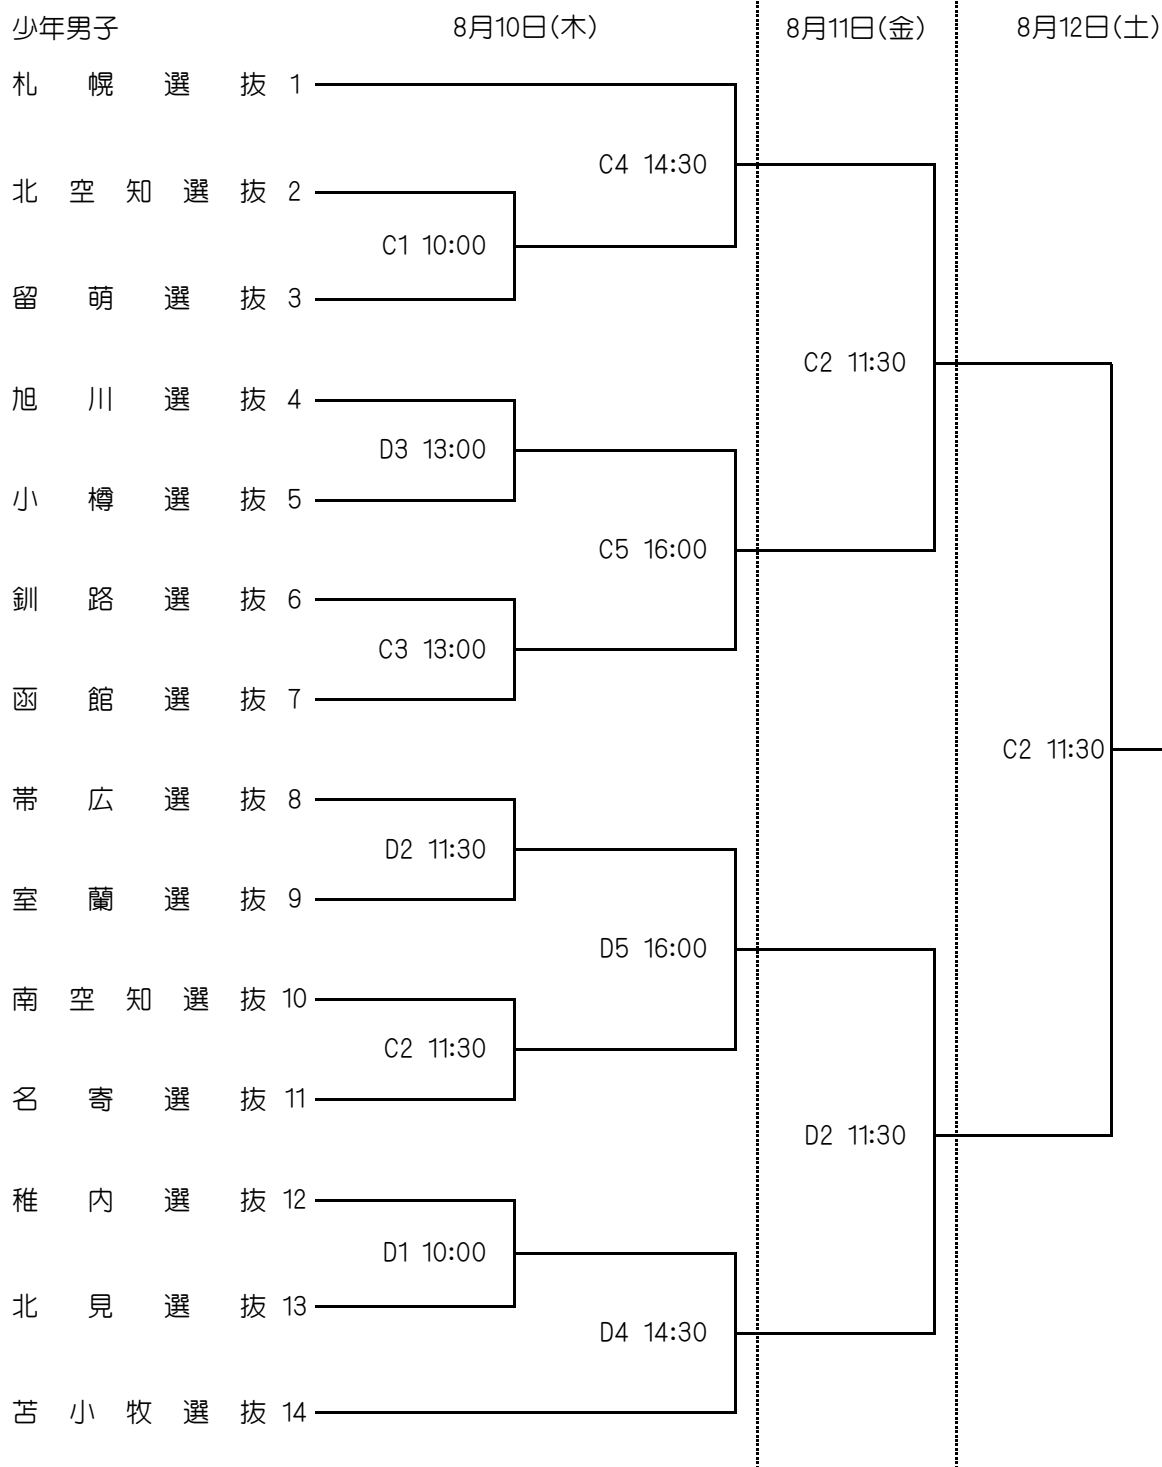 少年男子 8月10日(木) 8月11日(金) 8月12日(土)
札幌選抜 1
C4 14:30
北空知選抜 2
C1 10:00
留萌選抜 3
C2 11:30
旭川選抜 4
D3 13:00
小樽選抜 5
C5 16:00
釧路選抜 6
C3 13:00
函館選抜 7
C2 11:30
帯広選抜 8
D2 11:30
室蘭選抜 9
D5 16:00
南空知選抜 10
C2 11:30
名寄選抜 11
D2 11:30
稚内選抜 12
D1 10:00
北見選抜 13
D4 14:30
苫小牧選抜 14